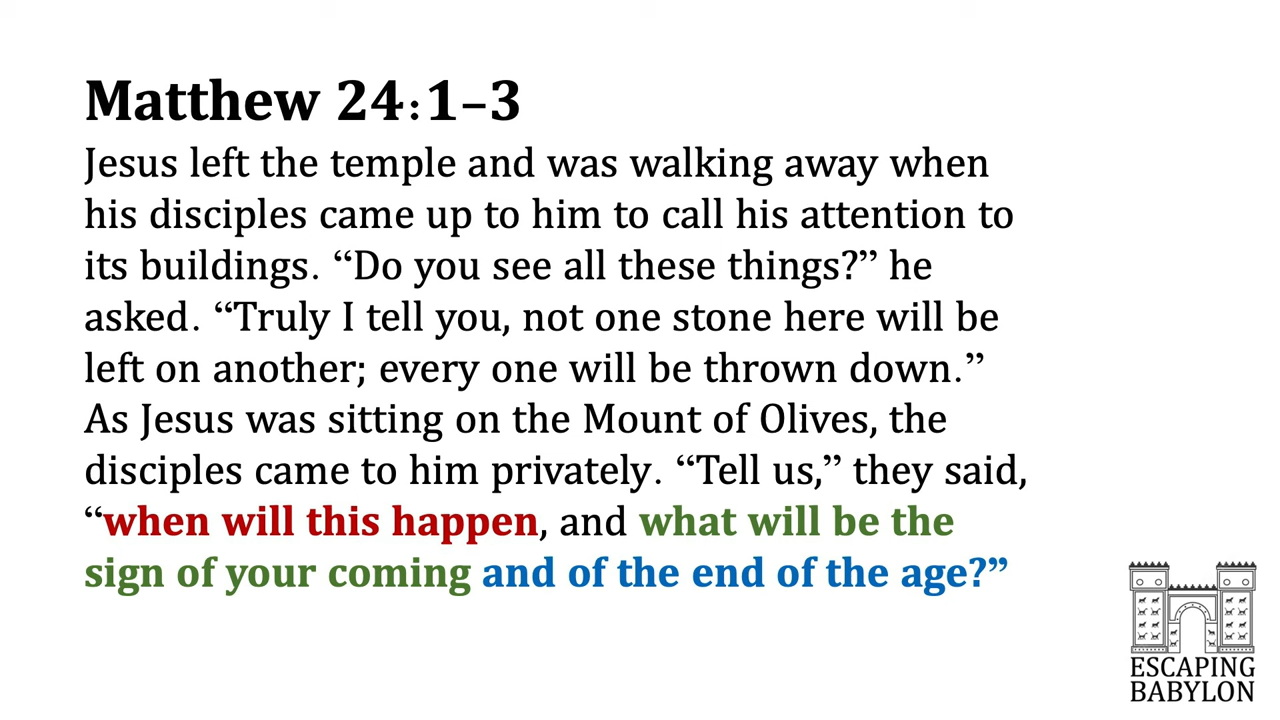 Matthew 24:1–3
Jesus left the temple and was walking away when
his disciples came up to him to call his attention to
its buildings. “Do you see all these things?” he
asked. “Truly I tell you, not one stone here will be
left on another; every one will be thrown down.”
As Jesus was sitting on the Mount of Olives, the
disciples came to him privately. “Tell us,” they said,
“when will this happen, and what will be the
sign of your coming and of the end of the age?”
ESCAPING
BABYLON